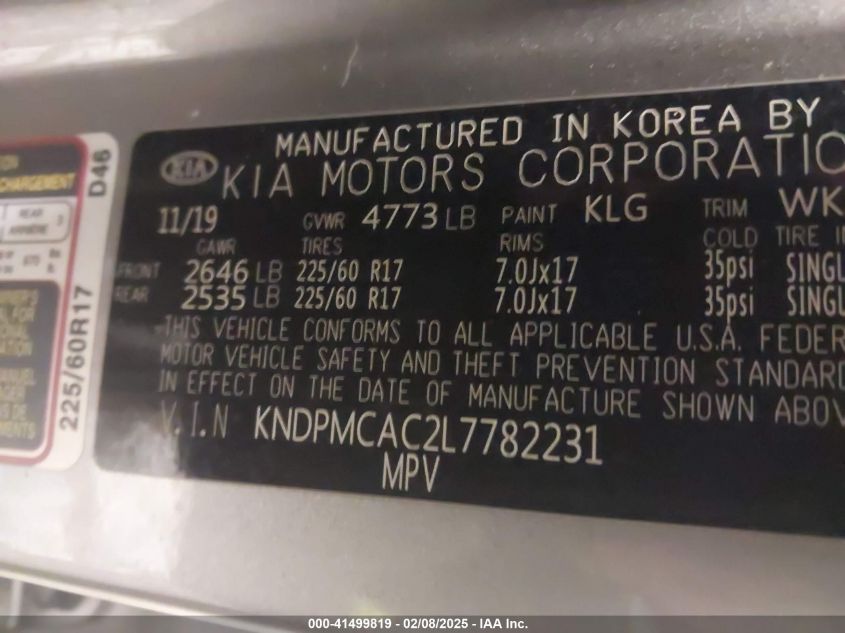 MANUFACTURED IN KOREA BY
KIA
KIA MOTORS CORPORATIO
11/19 GVWR 4773 LB PAINT KLG TRIM WK
GAWR TIRES RIMS COLD TIRE
FRONT 2646 LB 225/60 R17 7.0Jx17 35psi SINGL
REAR 2535 LB 225/60 R17 7.0Jx17 35psi SINGL
THIS VEHICLE CONFORMS TO ALL APPLICABLE U.S.A. FEDER
MOTOR VEHICLE SAFETY AND THEFT PREVENTION STANDARD
IN EFFECT ON THE DATE OF MANUFACTURE SHOWN ABOV
V.I.N KNDPMCAC2L7782231
MPV
D46
225/60R17
REAR
000-41499819 - 02/08/2025 - IAA Inc.